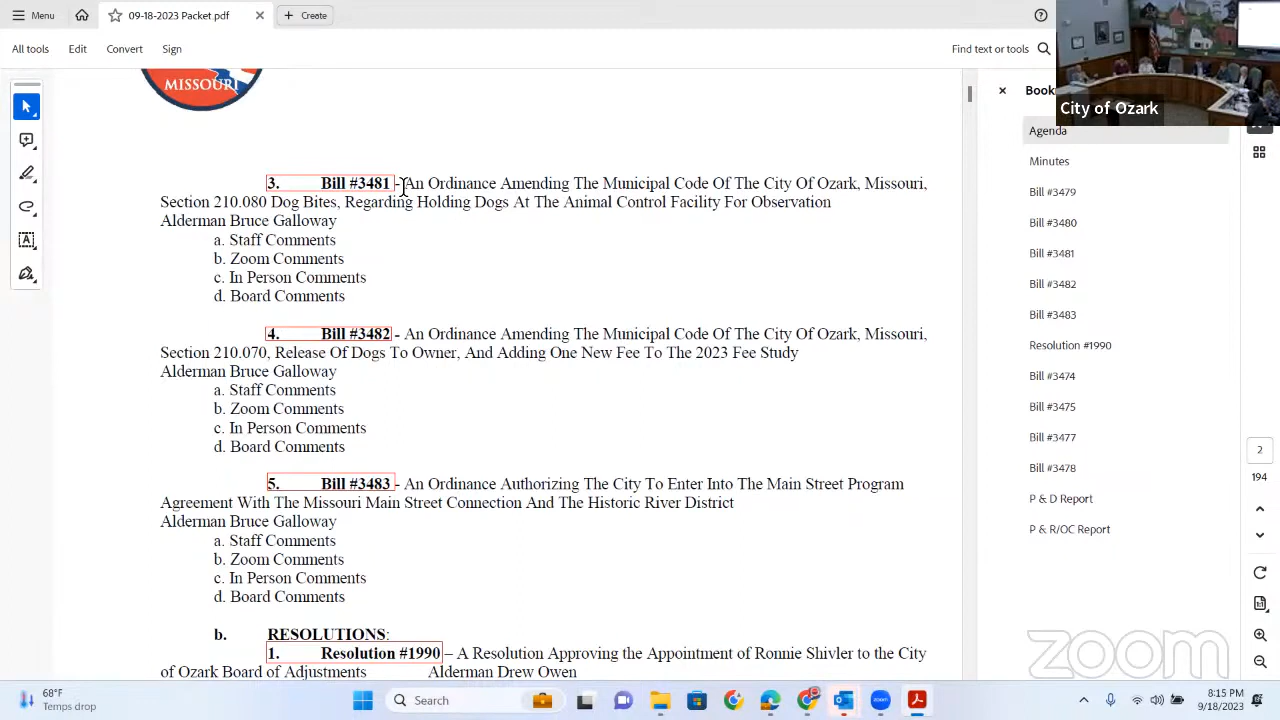 Menu
09-18-2023 Packet.pdf
Create
All tools
Edit
Convert
Sign
Find text or tools
City of Ozark
MISSOURI
3. Bill #3481 - An Ordinance Amending The Municipal Code Of The City Of Ozark, Missouri,
Section 210.080 Dog Bites, Regarding Holding Dogs At The Animal Control Facility For Observation
Alderman Bruce Galloway
a. Staff Comments
b. Zoom Comments
c. In Person Comments
d. Board Comments
4. Bill #3482 - An Ordinance Amending The Municipal Code Of The City Of Ozark, Missouri,
Section 210.070, Release Of Dogs To Owner, And Adding One New Fee To The 2023 Fee Study
Alderman Bruce Galloway
a. Staff Comments
b. Zoom Comments
c. In Person Comments
d. Board Comments
5. Bill #3483 - An Ordinance Authorizing The City To Enter Into The Main Street Program
Agreement With The Missouri Main Street Connection And The Historic River District
Alderman Bruce Galloway
a. Staff Comments
b. Zoom Comments
c. In Person Comments
d. Board Comments
b. RESOLUTIONS:
1. Resolution #1990 – A Resolution Approving the Appointment of Ronnie Shivler to the City
of Ozark Board of Adjustments Alderman Drew Owen
Book
Agenda
Minutes
Bill #3479
Bill #3480
Bill #3481
Bill #3482
Bill #3483
Resolution #1990
Bill #3474
Bill #3475
Bill #3477
Bill #3478
P & D Report
P & R/OC Report
2
194
zoom
68°F
Temps drop
Search
8:15 PM
9/18/2023